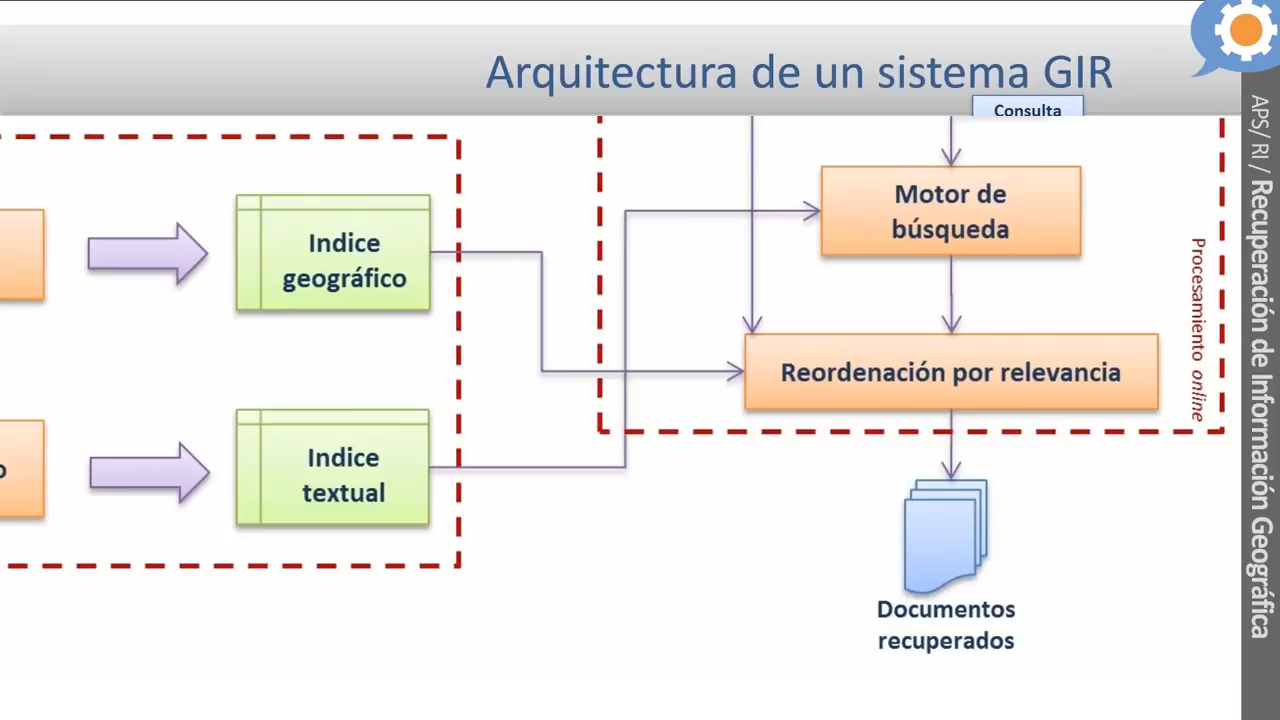 Arquitectura de un sistema GIR
Consulta
Motor de
búsqueda
Indice
geográfico
Reordenación por relevancia
Procesamiento online
Indice
textual
Documentos
recuperados
APS/ RI / Recuperación de Información Geográfica